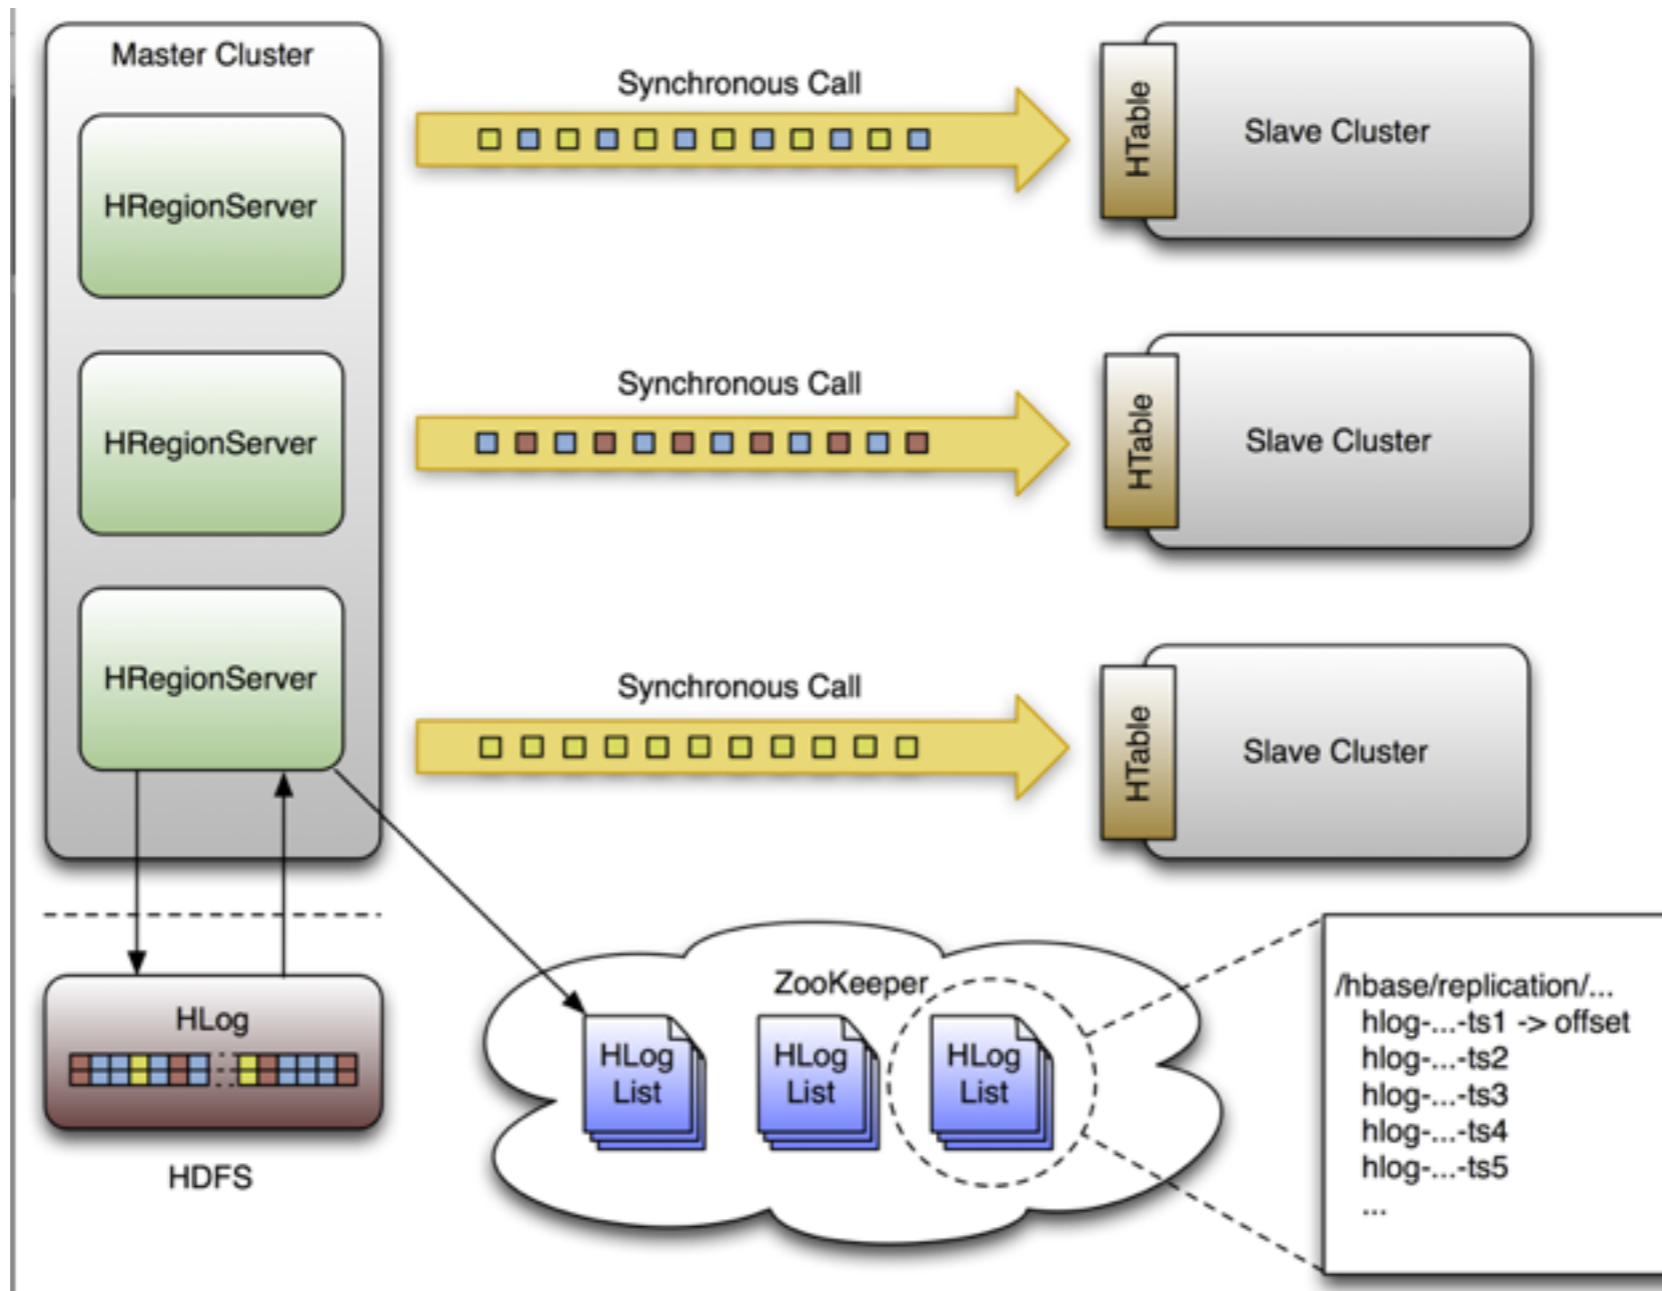 Master Cluster
HRegionServer
HRegionServer
HRegionServer
Synchronous Call
HTable
Slave Cluster
Synchronous Call
HTable
Slave Cluster
Synchronous Call
HTable
Slave Cluster
HLog
HDFS
ZooKeeper
HLog
List
HLog
List
HLog
List
/hbase/replication/...
hlog-...-ts1 -> offset
hlog-...-ts2
hlog-...-ts3
hlog-...-ts4
hlog-...-ts5
...